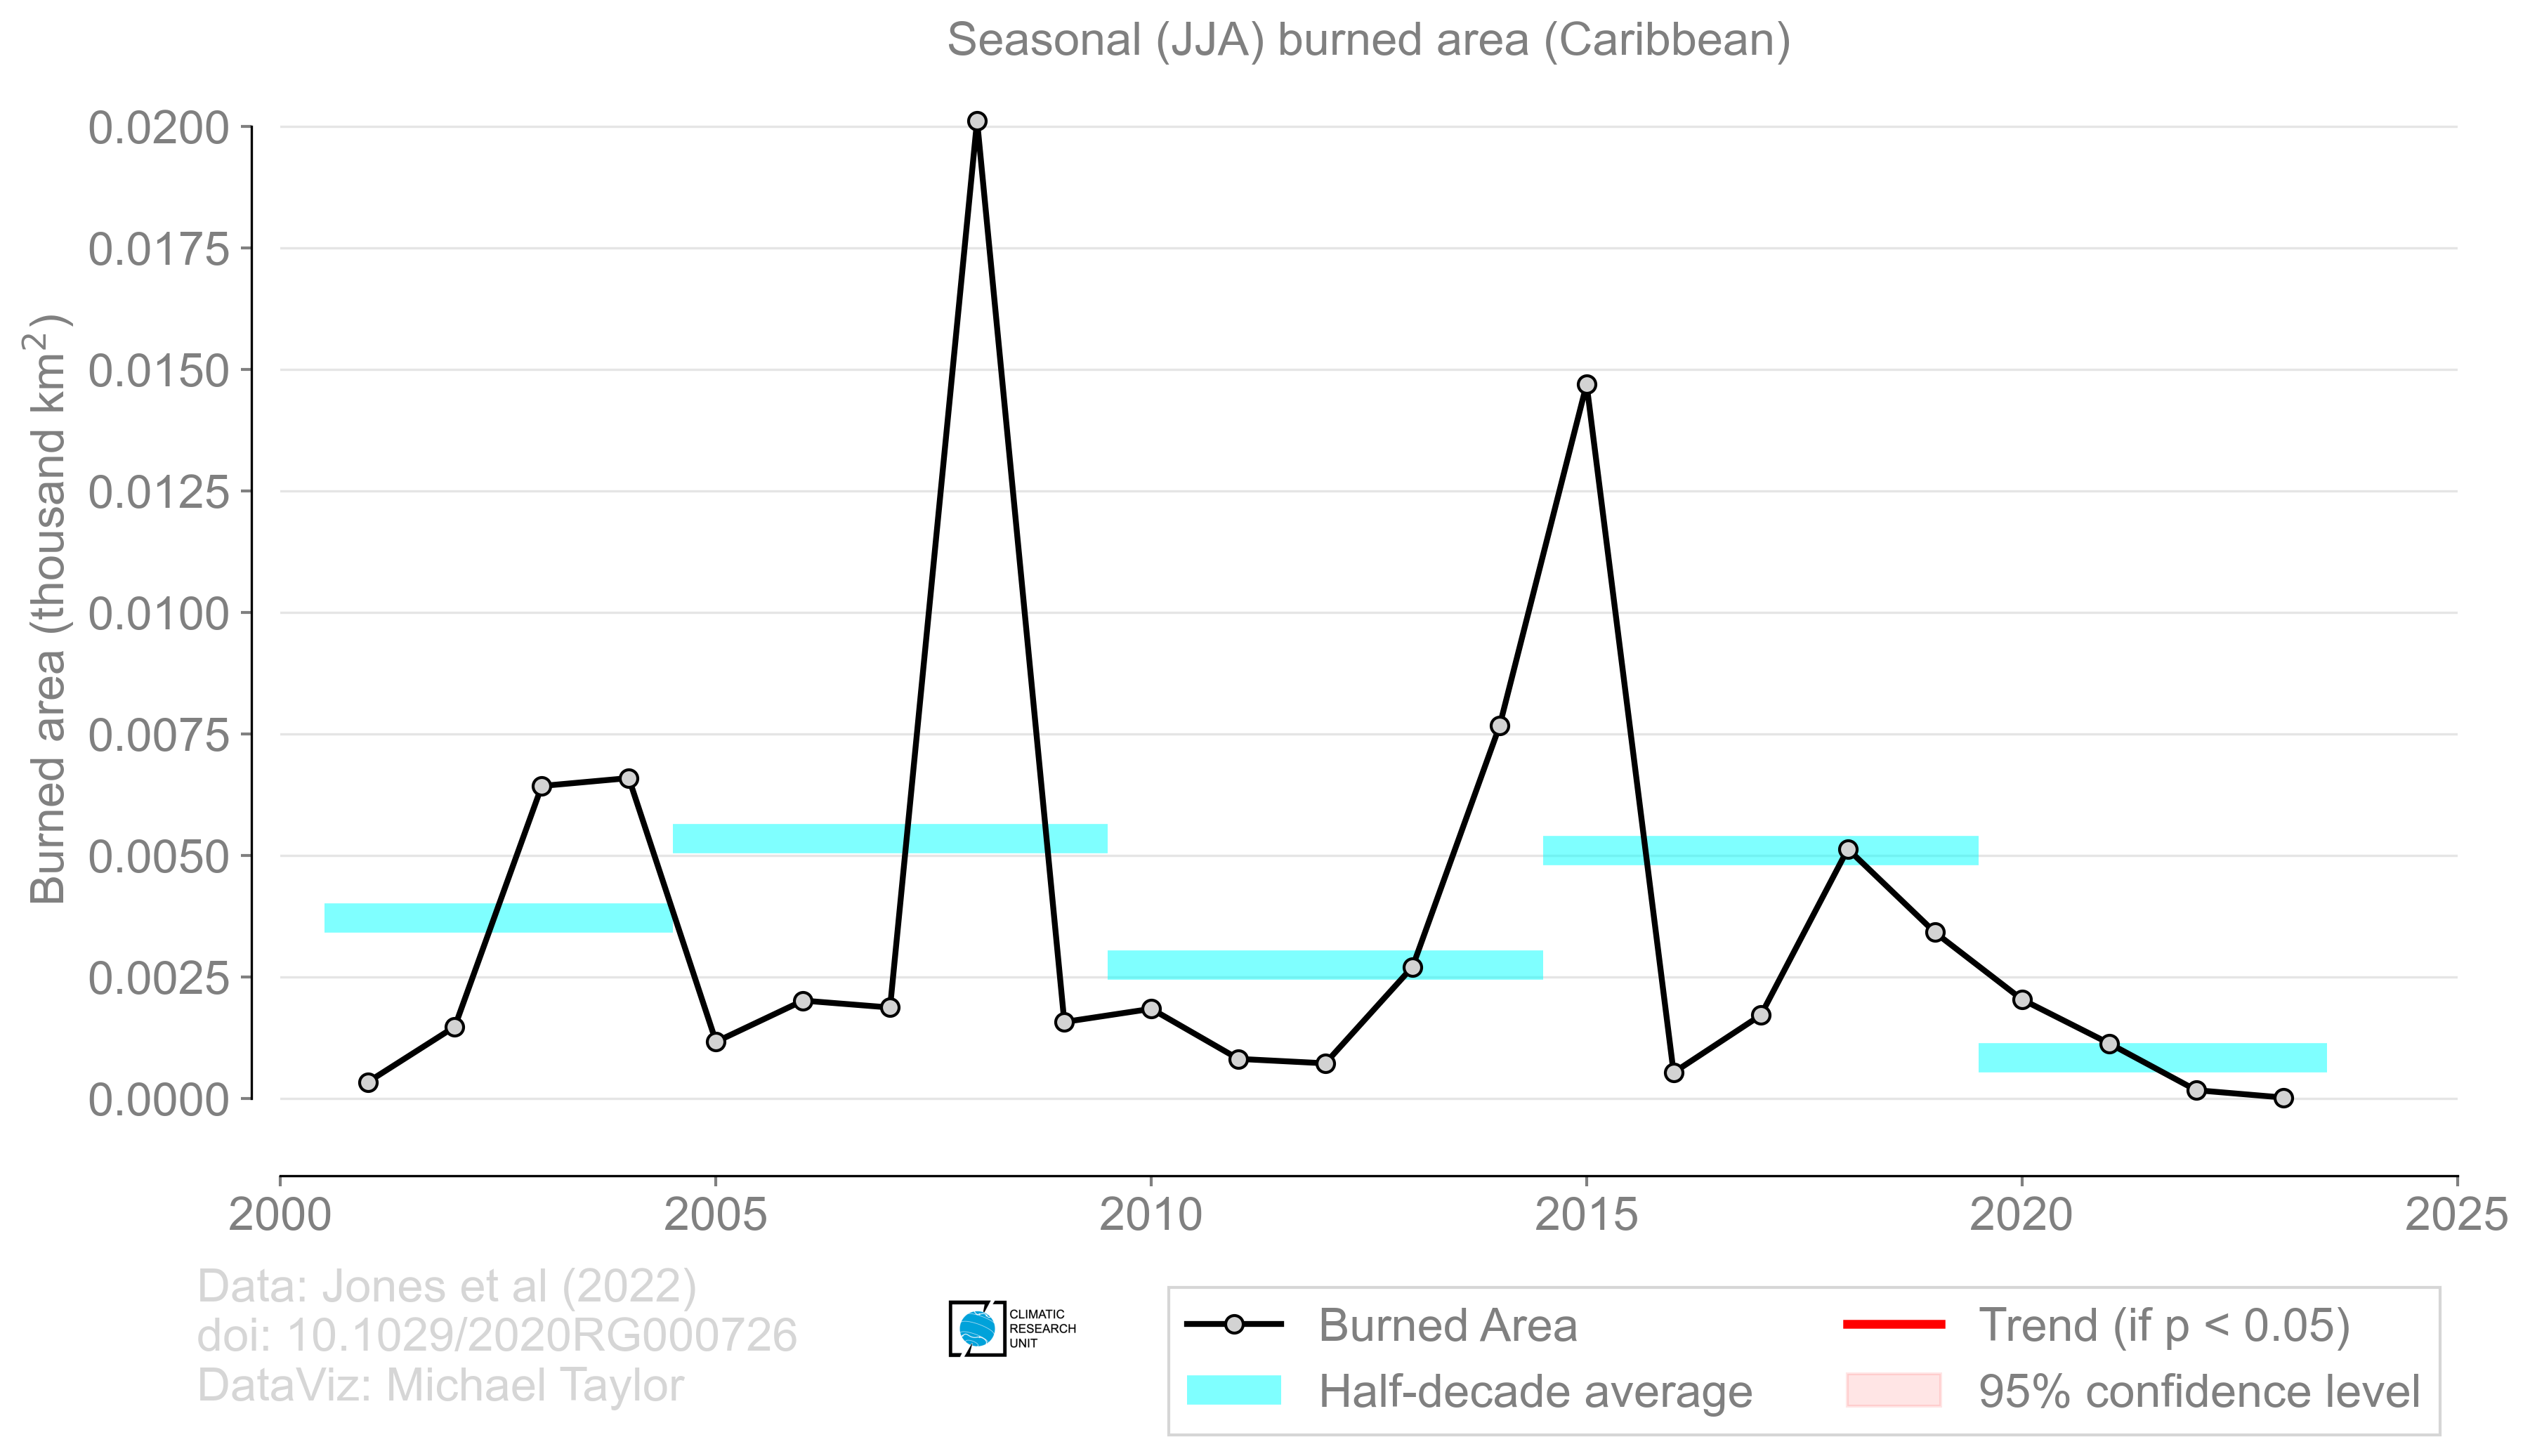 Seasonal (JJA) burned area (Caribbean)
Burned area (thousand km²)
0.0200
0.0175
0.0150
0.0125
0.0100
0.0075
0.0050
0.0025
0.0000
2000 2005 2010 2015 2020 2025
Data: Jones et al (2022)
doi: 10.1029/2020RG000726
DataViz: Michael Taylor
CLIMATIC
RESEARCH
UNIT
Burned Area
Half-decade average
Trend (if p < 0.05)
95% confidence level